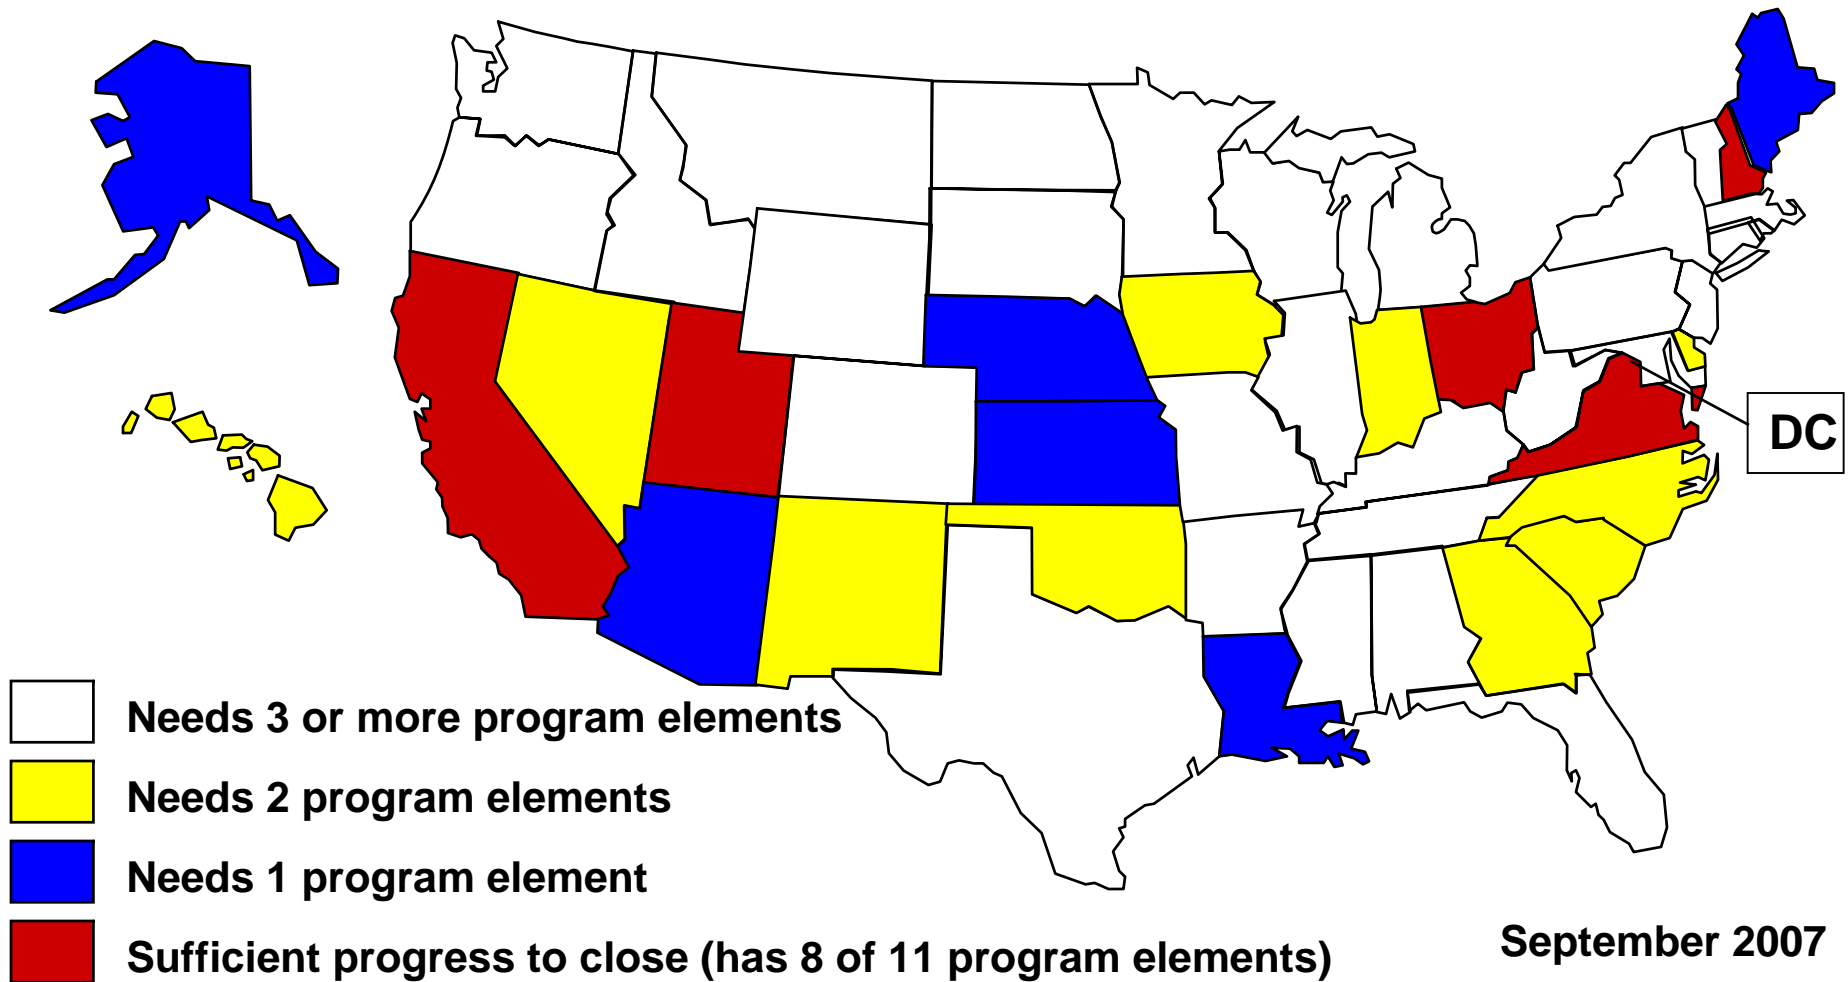 DC
Needs 3 or more program elements
Needs 2 program elements
Needs 1 program element
Sufficient progress to close (has 8 of 11 program elements)
September 2007